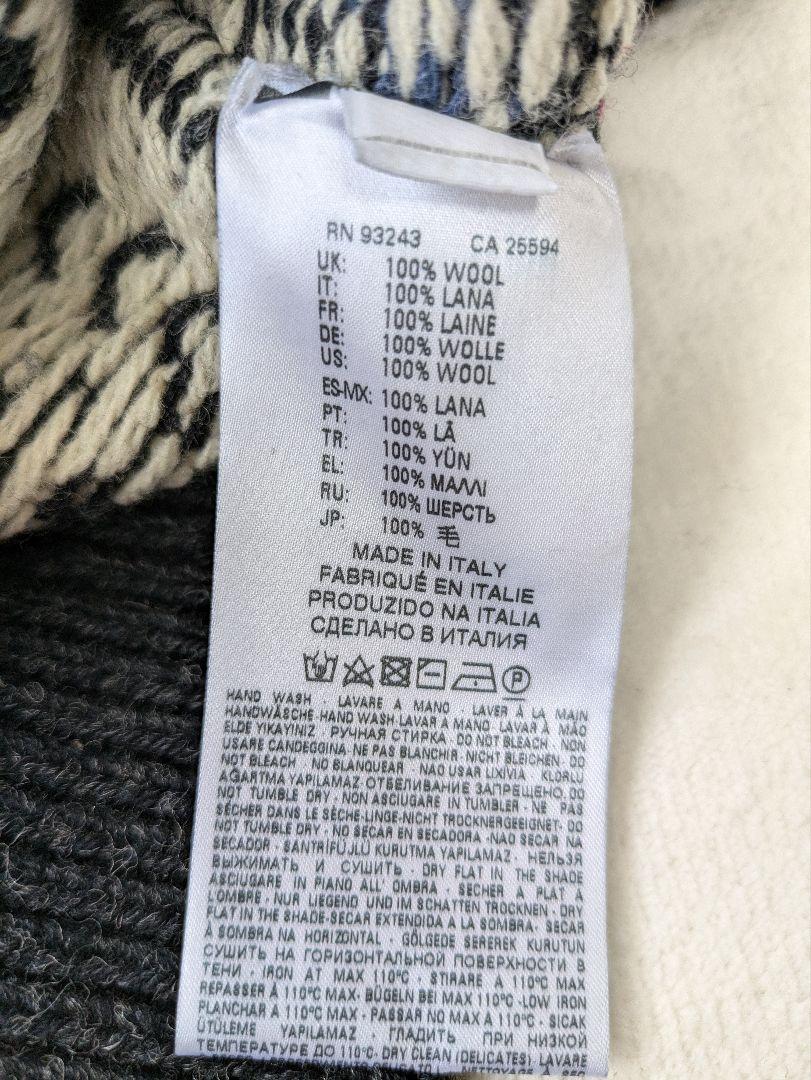 RN 93243 CA 25594
UK: 100% WOOL
IT: 100% LANA
FR: 100% LAINE
DE: 100% WOLLE
US: 100% WOOL
ES-MX: 100% LANA
PT: 100% LÃ
TR: 100% YÜN
EL: 100% ΜΑΛΛΙ
RU: 100% ШЕРСТЬ
JP: 100% 毛
MADE IN ITALY
FABRIQUÉ EN ITALIE
PRODUZIDO NA ITALIA
СДЕЛАНО В ИТАЛИЯ
P
HAND WASH · LAVARE A MANO · LAVER À LA MAIN
HANDWÄSCHE·HAND WASH·LAVAR A MANO·LAVAR À MÃO
ELDE YIKAYINIZ · РУЧНАЯ СТИРКА · DO NOT BLEACH · NON
USARE CANDEGGINA· NE PAS BLANCHIR· NICHT BLEICHEN· DO
NOT BLEACH· NO BLANQUEAR · NÃO USAR LIXÍVIA · KLORLU
AĞARTMA YAPILAMAZ· ОТБЕЛИВАНИЕ ЗАПРЕЩЕНО· DO
NOT TUMBLE DRY · NON ASCIUGARE IN TUMBLER · NE PAS
SÉCHER DANS LE SÈCHE-LINGE·NICHT TROCKNERGEEIGNET· DO
NOT TUMBLE DRY · NO SECAR EN SECADORA ·NÃO SECAR NA
SECADOR · SANTRİFÜJLÜ KURUTMA YAPILAMAZ · НЕЛЬЗЯ
ВЫЖИМАТЬ И СУШИТЬ · DRY FLAT IN THE SHADE
ASCIUGARE IN PIANO ALL' OMBRA · SÉCHER À PLAT À
L'OMBRE · NUR LIEGEND UND IM SCHATTEN TROCKNEN · DRY
FLAT IN THE SHADE·SECAR EXTENDIDA A LA SOMBRA· SECAR
À SOMBRA NA HORIZONTAL · GÖLGEDE SEREREK KURUTUN
СУШИТЬ НА ГОРИЗОНТАЛЬНОЙ ПОВЕРХНОСТИ В
ТЕНИ · IRON AT MAX 110°C · STIRARE A 110°C MAX
REPASSER À 110°C MAX· BÜGELN BEI MAX 110°C ·LOW IRON
PLANCHAR A 110°C MAX · PASSAR NO MAX A 110°C · SICAK
ÜTÜLEME YAPILAMAZ · ГЛАДИТЬ ПРИ НИЗКОЙ
ТЕМПЕРАТУРЕ ДО 110°C· DRY CLEAN (DELICATES)· LAVARE